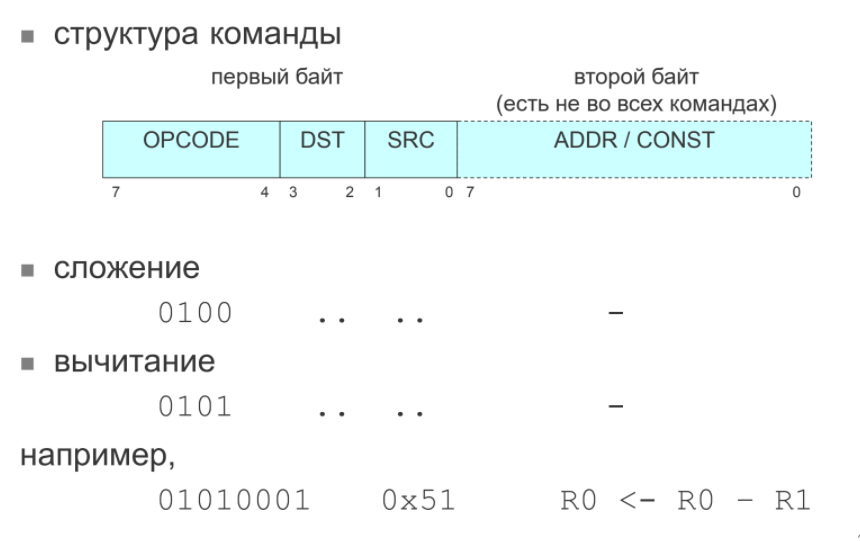 структура команды
первый байт второй байт
(есть не во всех командах)
OPCODE DST SRC ADDR / CONST
7 4 3 2 1 0 7 0
сложение
0100 .. .. –
вычитание
0101 .. .. –
например,
01010001 0x51 R0 <- R0 – R1